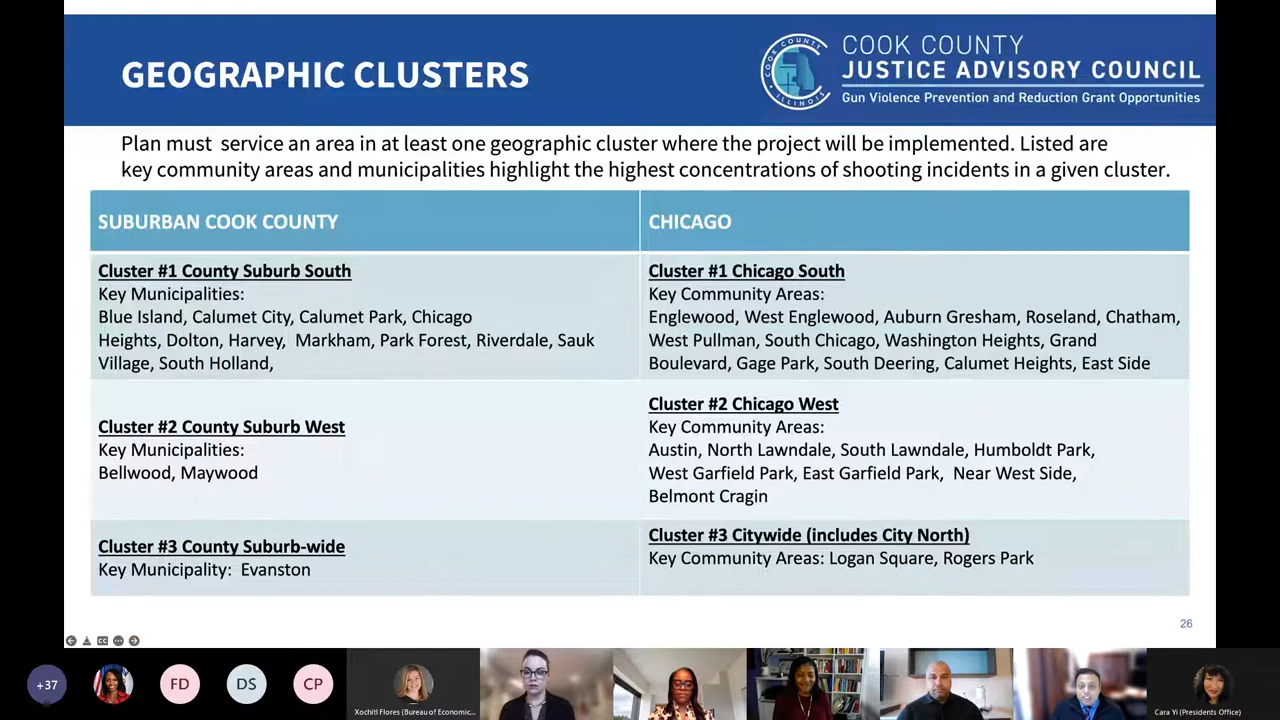 GEOGRAPHIC CLUSTERS
COOK COUNTY
JUSTICE ADVISORY COUNCIL
Gun Violence Prevention and Reduction Grant Opportunities
COOK COUNTY
ILLINOIS
Plan must service an area in at least one geographic cluster where the project will be implemented. Listed are
key community areas and municipalities highlight the highest concentrations of shooting incidents in a given cluster.
SUBURBAN COOK COUNTY
CHICAGO
Cluster #1 County Suburb South
Key Municipalities:
Blue Island, Calumet City, Calumet Park, Chicago
Heights, Dolton, Harvey, Markham, Park Forest, Riverdale, Sauk
Village, South Holland,
Cluster #1 Chicago South
Key Community Areas:
Englewood, West Englewood, Auburn Gresham, Roseland, Chatham,
West Pullman, South Chicago, Washington Heights, Grand
Boulevard, Gage Park, South Deering, Calumet Heights, East Side
Cluster #2 County Suburb West
Key Municipalities:
Bellwood, Maywood
Cluster #2 Chicago West
Key Community Areas:
Austin, North Lawndale, South Lawndale, Humboldt Park,
West Garfield Park, East Garfield Park, Near West Side,
Belmont Cragin
Cluster #3 County Suburb-wide
Key Municipality: Evanston
Cluster #3 Citywide (includes City North)
Key Community Areas: Logan Square, Rogers Park
26
+37
FD
DS
CP
Xochitl Flores (Bureau of Economic...
Cara Yi (Presidents Office)